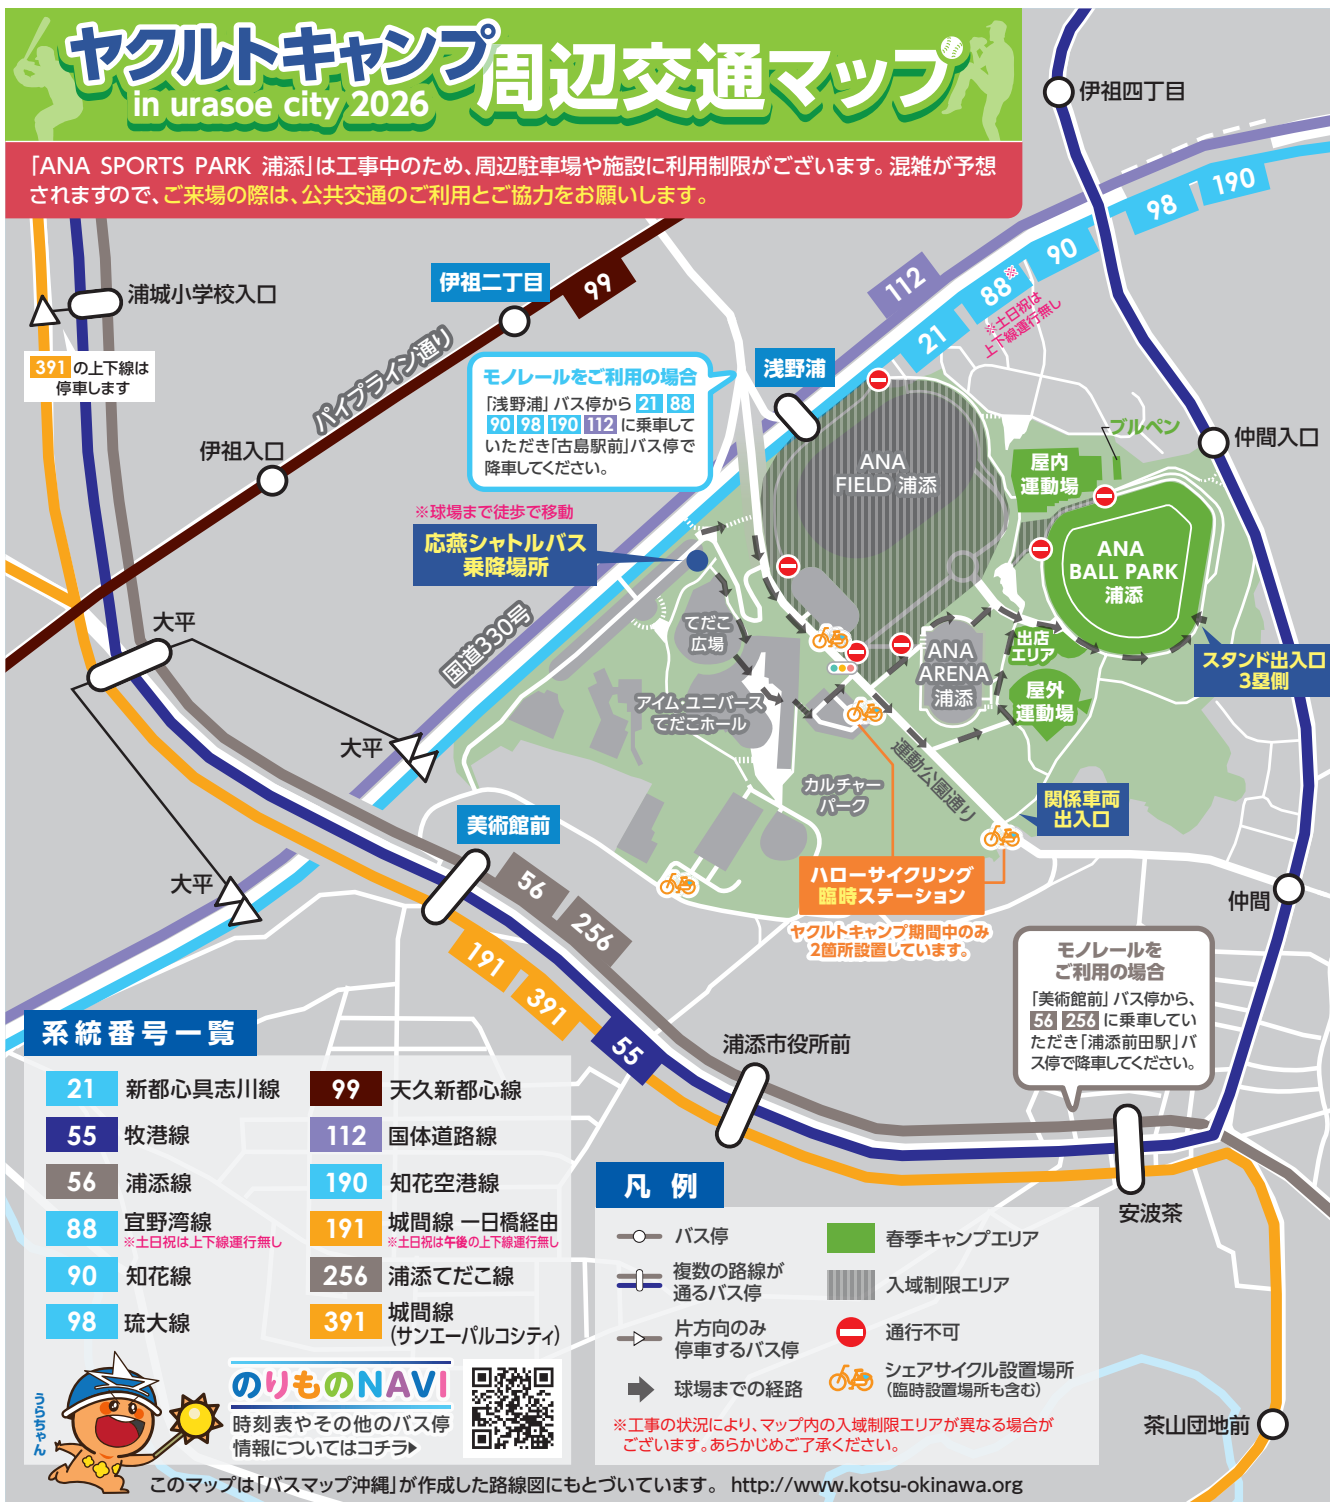 ヤクルトキャンプ
in urasoe city 2026
周辺交通マップ
「ANA SPORTS PARK 浦添」は工事中のため、周辺駐車場や施設に利用制限がございます。混雑が予想
されますので、ご来場の際は、公共交通のご利用とご協力をお願いします。
伊祖四丁目
190
98
90
88※
※土日祝は
上下線運行無し
21
112
浦城小学校入口
391 の上下線は
停車します
伊祖二丁目
99
パイプライン通り
伊祖入口
モノレールをご利用の場合
「浅野浦」バス停から 21 88
90 98 190 112 に乗車して
いただき「古島駅前」バス停で
降車してください。
浅野浦
仲間入口
ブルペン
屋内
運動場
ANA
FIELD 浦添
ANA
BALL PARK
浦添
※球場まで徒歩で移動
応燕シャトルバス
乗降場所
大平
国道330号
てだこ
広場
ANA
ARENA
浦添
出店
エリア
スタンド出入口
3塁側
屋外
運動場
アイム・ユニバース
てだこホール
大平
運動公園通り
カルチャー
パーク
関係車両
出入口
美術館前
大平
56
256
191
391
55
ハローサイクリング
臨時ステーション
ヤクルトキャンプ期間中のみ
2箇所設置しています。
仲間
モノレールを
ご利用の場合
「美術館前」バス停から、
56 256 に乗車してい
ただき「浦添前田駅」バ
ス停で降車してください。
浦添市役所前
安波茶
茶山団地前
系統番号一覧
21 新都心具志川線
55 牧港線
56 浦添線
88 宜野湾線
※土日祝は上下線運行無し
90 知花線
98 琉大線
99 天久新都心線
112 国体道路線
190 知花空港線
191 城間線 一日橋経由
※土日祝は午後の上下線運行無し
256 浦添てだこ線
391 城間線
(サンエーパルコシティ)
凡例
バス停
複数の路線が
通るバス停
片方向のみ
停車するバス停
球場までの経路
春季キャンプエリア
入域制限エリア
通行不可
シェアサイクル設置場所
(臨時設置場所も含む)
※工事の状況により、マップ内の入域制限エリアが異なる場合が
ございます。あらかじめご了承ください。
うらちゃん
のりものNAVI
時刻表やその他のバス停
情報についてはコチラ▶
このマップは「バスマップ沖縄」が作成した路線図にもとづいています。 http://www.kotsu-okinawa.org